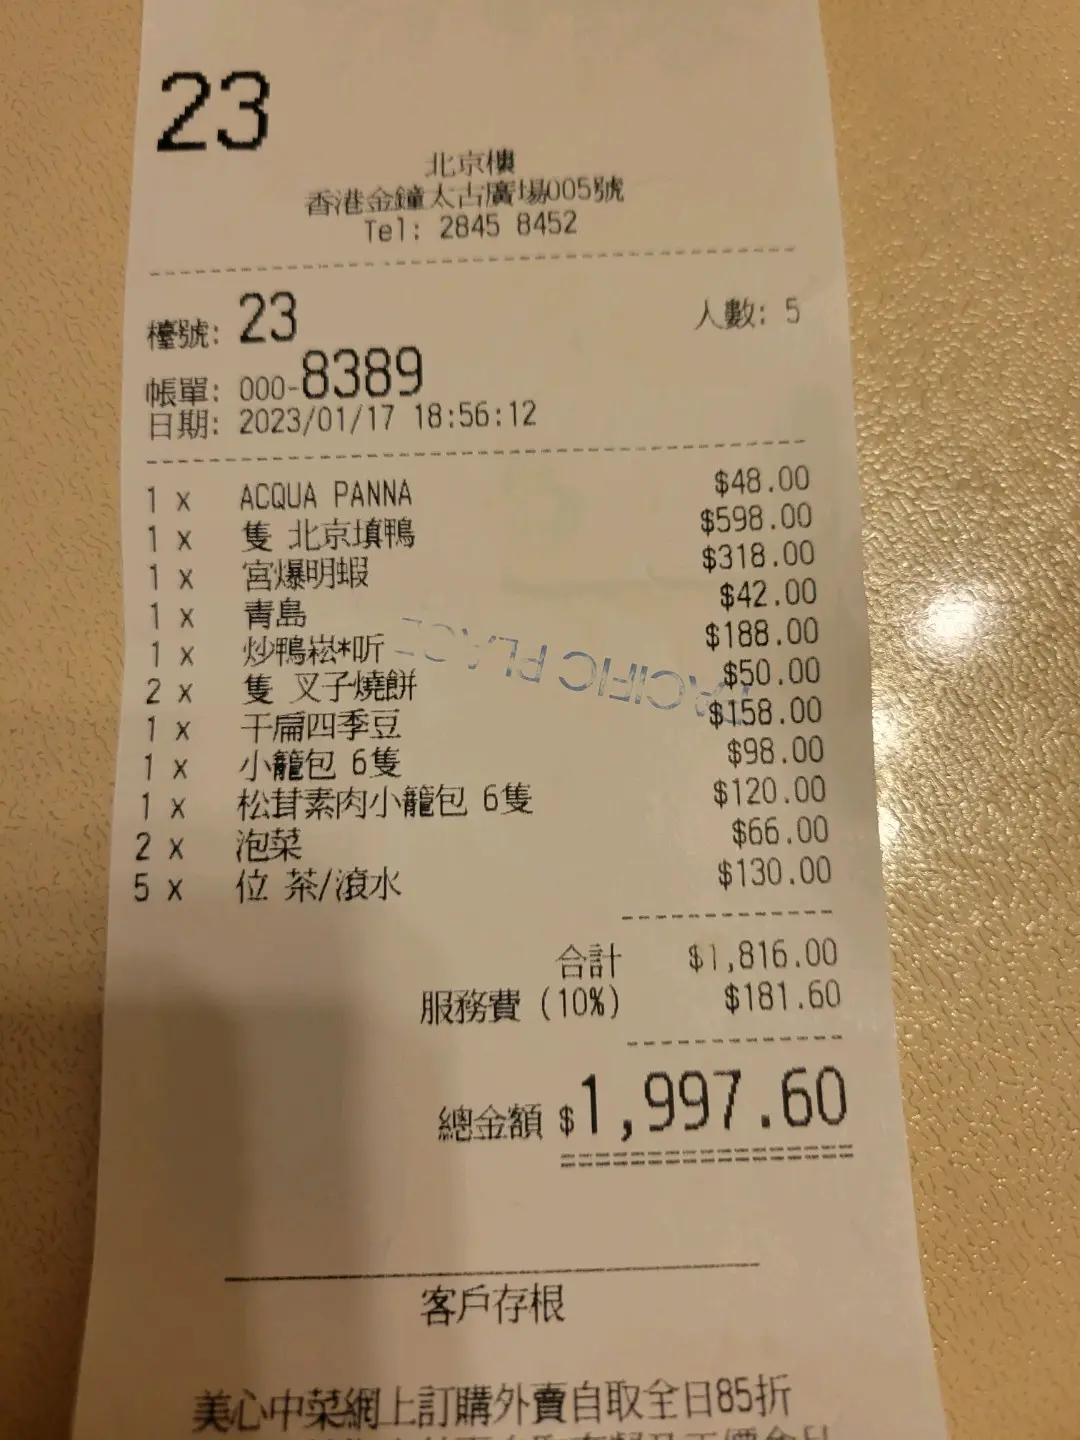 23
北京樓
香港金鐘太古廣場005號
Tel: 2845 8452
檯號: 23 人數: 5
帳單: 000-8389
日期: 2023/01/17 18:56:12
1 x ACQUA PANNA $48.00
1 x 隻 北京填鴨 $598.00
1 x 宮爆明蝦 $318.00
1 x 青島 $42.00
1 x 炒鴨崧*听 $188.00
2 x 隻 叉子燒餅 $50.00
1 x 干扁四季豆 $158.00
1 x 小籠包 6隻 $98.00
1 x 松茸素肉小籠包 6隻 $120.00
2 x 泡菜 $66.00
5 x 位 茶/滾水 $130.00
PACIFIC PLACE
合計 $1,816.00
服務費 (10%) $181.60
總金額 $1,997.60
客戶存根
美心中菜網上訂購外賣自取全日85折